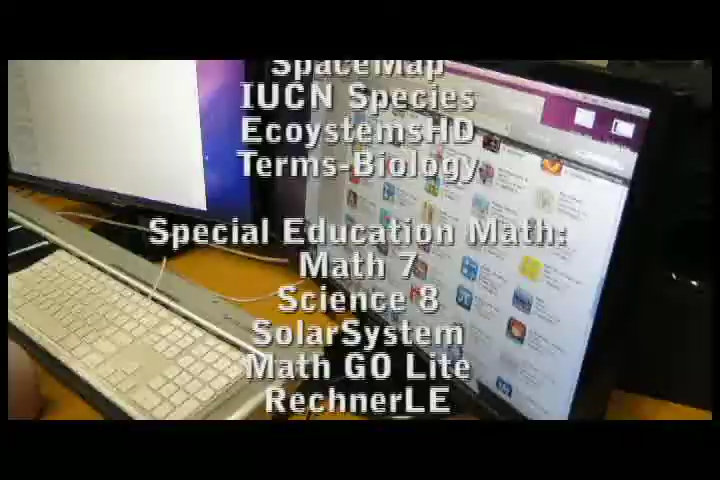 SpaceMap
IUCN Species
EcoystemsHD
Terms-Biology
Special Education Math:
Math 7
Science 8
SolarSystem
Math GO Lite
RechnerLE